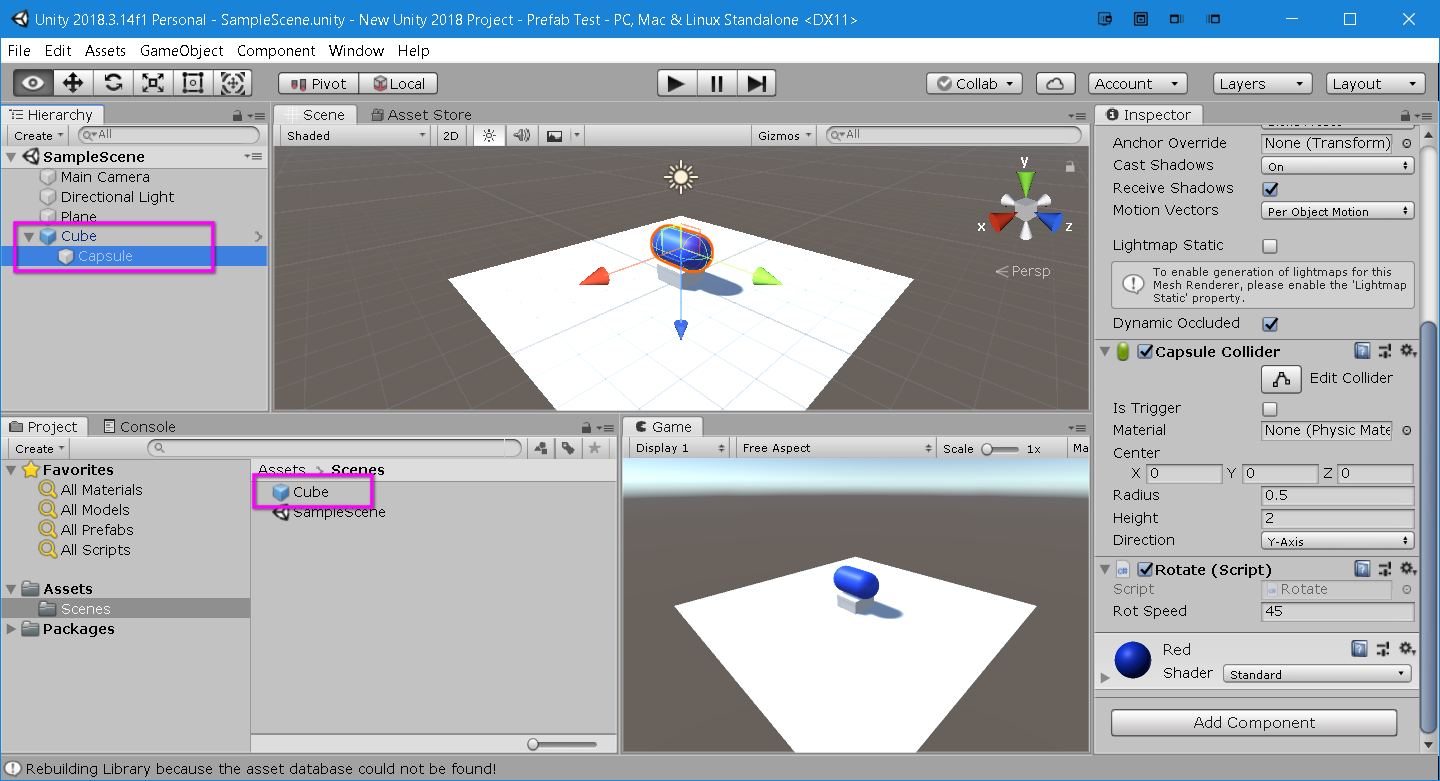 Unity 2018.3.14f1 Personal - SampleScene.unity - New Unity 2018 Project - Prefab Test - PC, Mac & Linux Standalone <DX11>
File Edit Assets GameObject Component Window Help
Pivot Local Collab Account Layers Layout
Hierarchy
Create All
SampleScene
Main Camera
Directional Light
Plane
Cube
Capsule
Scene Asset Store
Shaded 2D Gizmos All
y
x z
Persp
Inspector
Anchor Override None (Transform)
Cast Shadows On
Receive Shadows
Motion Vectors Per Object Motion
Lightmap Static
To enable generation of lightmaps for this
Mesh Renderer, please enable the 'Lightmap
Static' property.
Dynamic Occluded
Capsule Collider
Edit Collider
Is Trigger
Material None (Physic Mate
Center
X 0 Y 0 Z 0
Radius 0.5
Height 2
Direction Y-Axis
Rotate (Script)
Script Rotate
Rot Speed 45
Red
Shader Standard
Add Component
Project Console
Create
Favorites
All Materials
All Models
All Prefabs
All Scripts
Assets
Scenes
Packages
Assets Scenes
Cube
SampleScene
Game
Display 1 Free Aspect Scale 1x Ma
Rebuilding Library because the asset database could not be found!